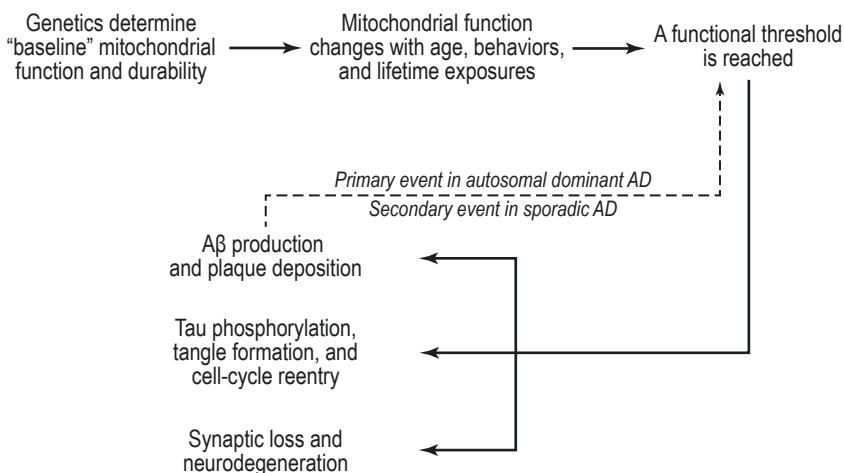 Genetics determine
“baseline” mitochondrial
function and durability
Mitochondrial function
changes with age, behaviors,
and lifetime exposures
A functional threshold
is reached
Primary event in autosomal dominant AD
Secondary event in sporadic AD
Aβ production
and plaque deposition
Tau phosphorylation,
tangle formation, and
cell-cycle reentry
Synaptic loss and
neurodegeneration